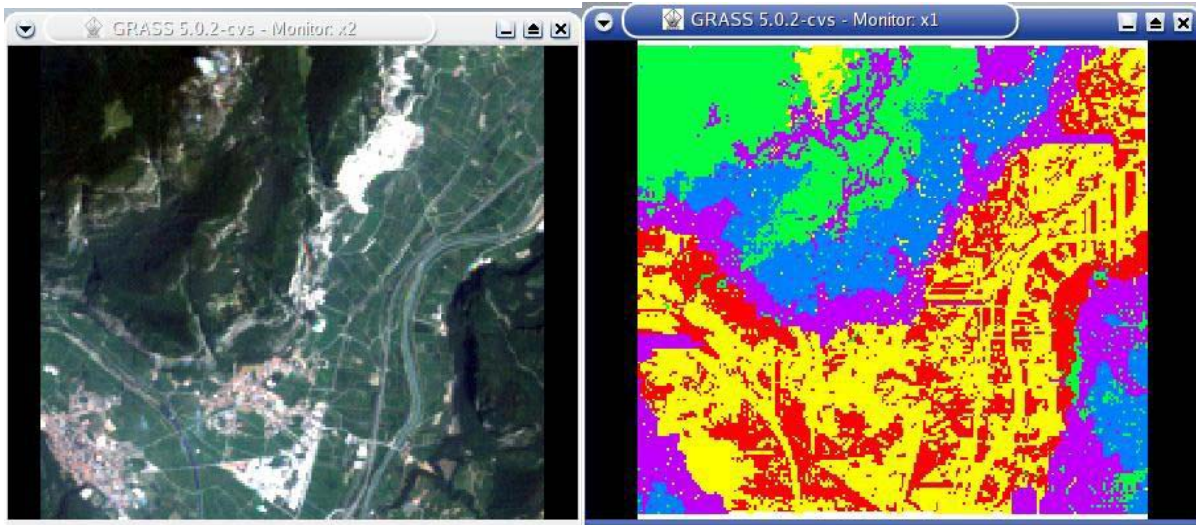 GRASS 5.0.2-cvs - Monitor: x2
GRASS 5.0.2-cvs - Monitor: x1